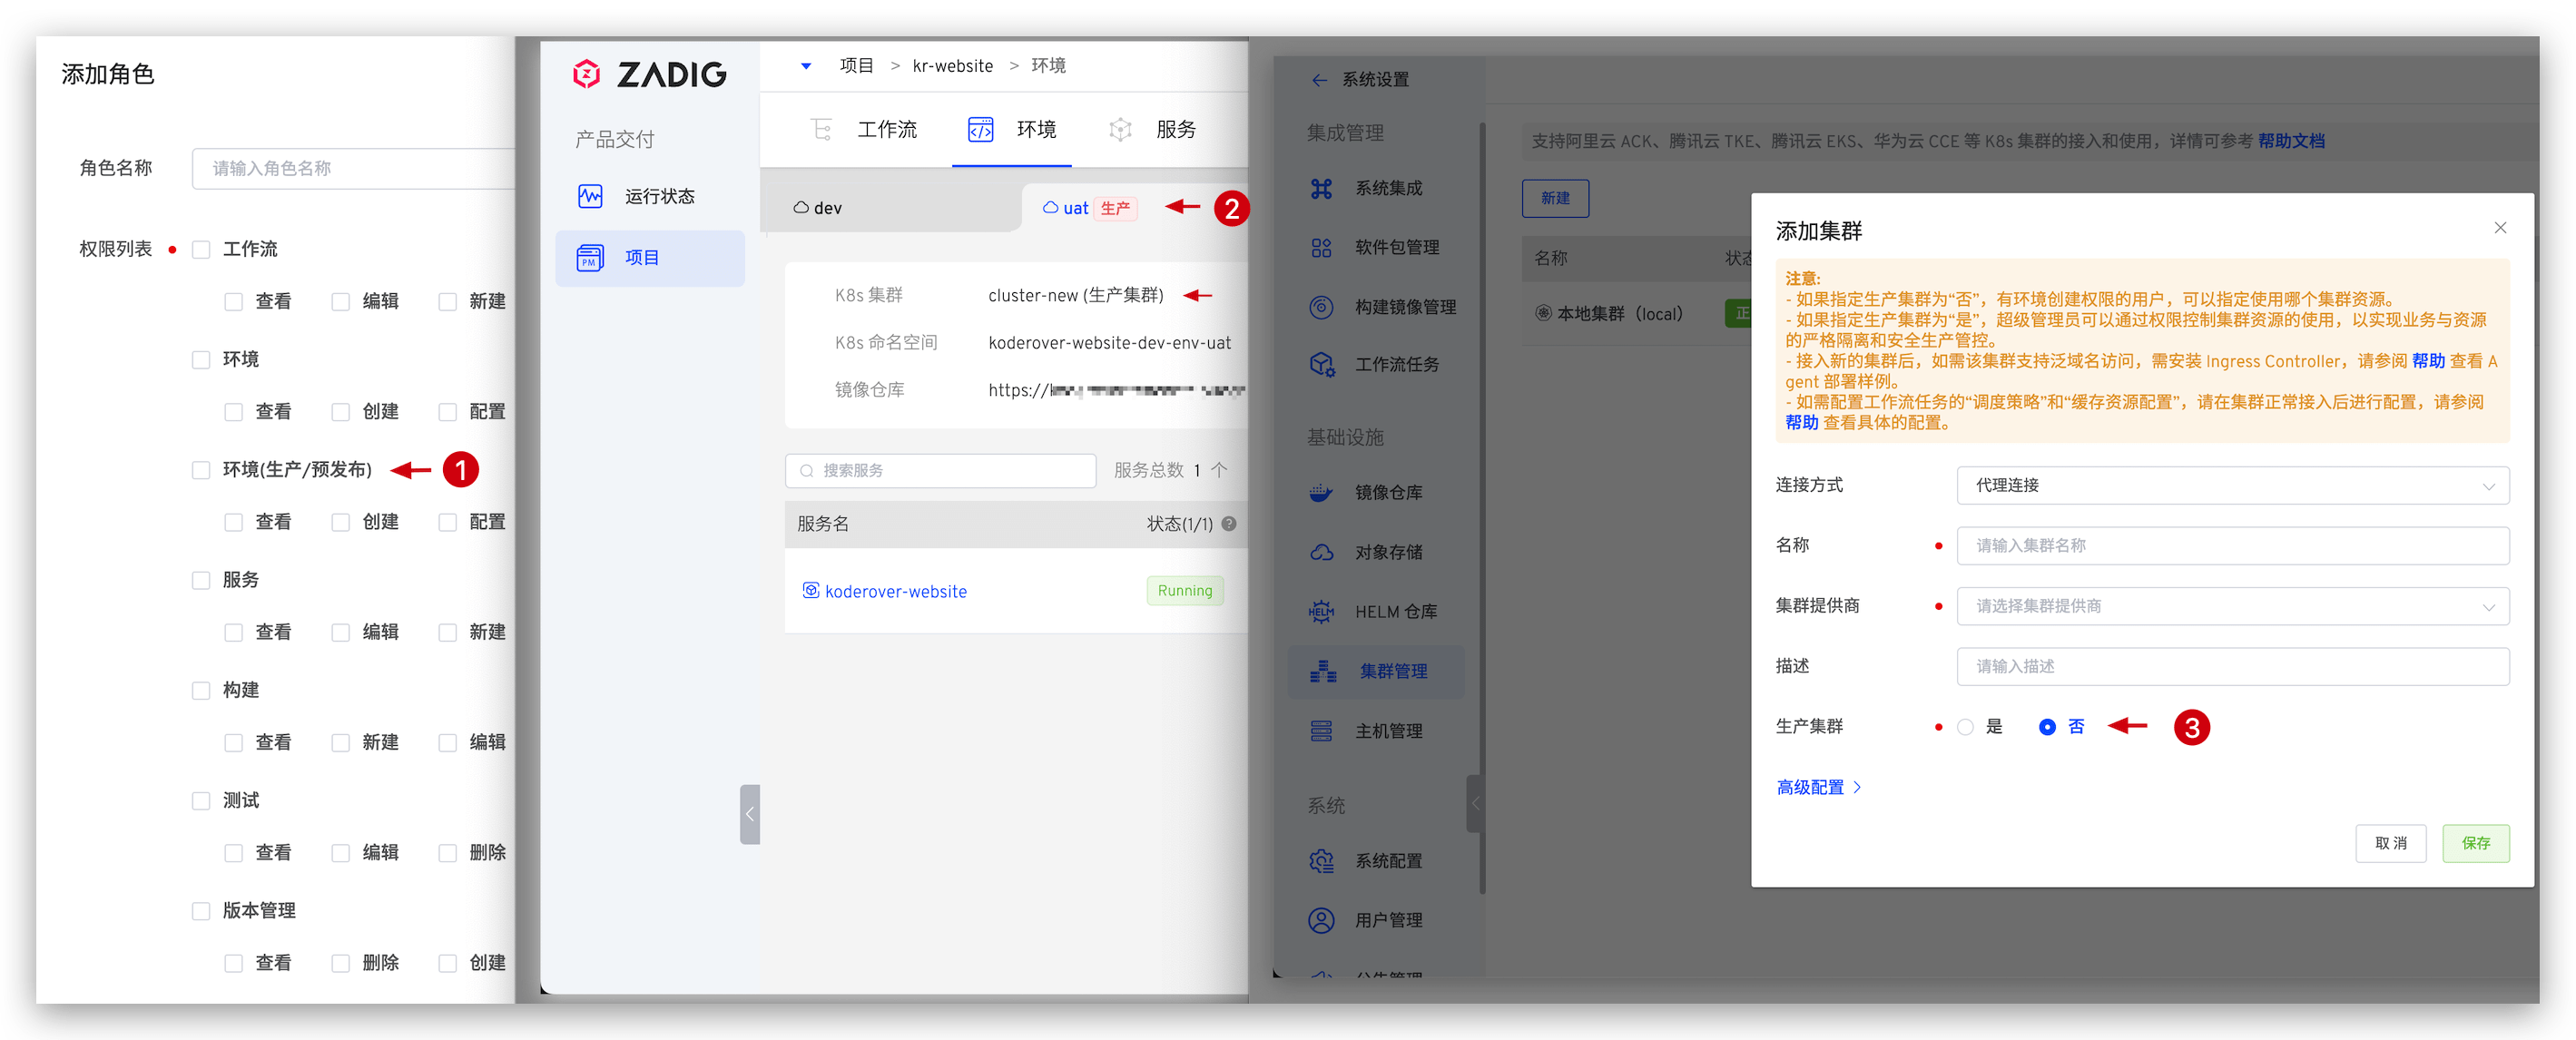 添加角色
角色名称
请输入角色名称
权限列表
工作流
查看 编辑 新建
环境
查看 创建 配置
环境(生产/预发布)
1
查看 创建 配置
服务
查看 编辑 新建
构建
查看 新建 编辑
测试
查看 编辑 删除
版本管理
查看 删除 创建
ZADIG
产品交付
运行状态
项目
项目 > kr-website > 环境
工作流 环境 服务
dev
uat 生产
2
K8s 集群 cluster-new (生产集群)
K8s 命名空间 koderover-website-dev-env-uat
镜像仓库 https://
搜索服务
服务总数 1 个
服务名 状态(1/1)
koderover-website Running
系统设置
集成管理
系统集成
软件包管理
构建镜像管理
工作流任务
基础设施
镜像仓库
对象存储
HELM 仓库
集群管理
主机管理
系统
系统配置
用户管理
支持阿里云 ACK、腾讯云 TKE、腾讯云 EKS、华为云 CCE 等 K8s 集群的接入和使用，详情可参考 帮助文档
新建
名称
本地集群（local）
添加集群
注意:
- 如果指定生产集群为“否”，有环境创建权限的用户，可以指定使用哪个集群资源。
- 如果指定生产集群为“是”，超级管理员可以通过权限控制集群资源的使用，以实现业务与资源
的严格隔离和安全生产管控。
- 接入新的集群后，如需该集群支持泛域名访问，需安装 Ingress Controller，请参阅 帮助 查看 A
gent 部署样例。
- 如需配置工作流任务的“调度策略”和“缓存资源配置”，请在集群正常接入后进行配置，请参阅
帮助 查看具体的配置。
连接方式 代理连接
名称 请输入集群名称
集群提供商 请选择集群提供商
描述 请输入描述
生产集群 是 否
3
高级配置
取消 保存